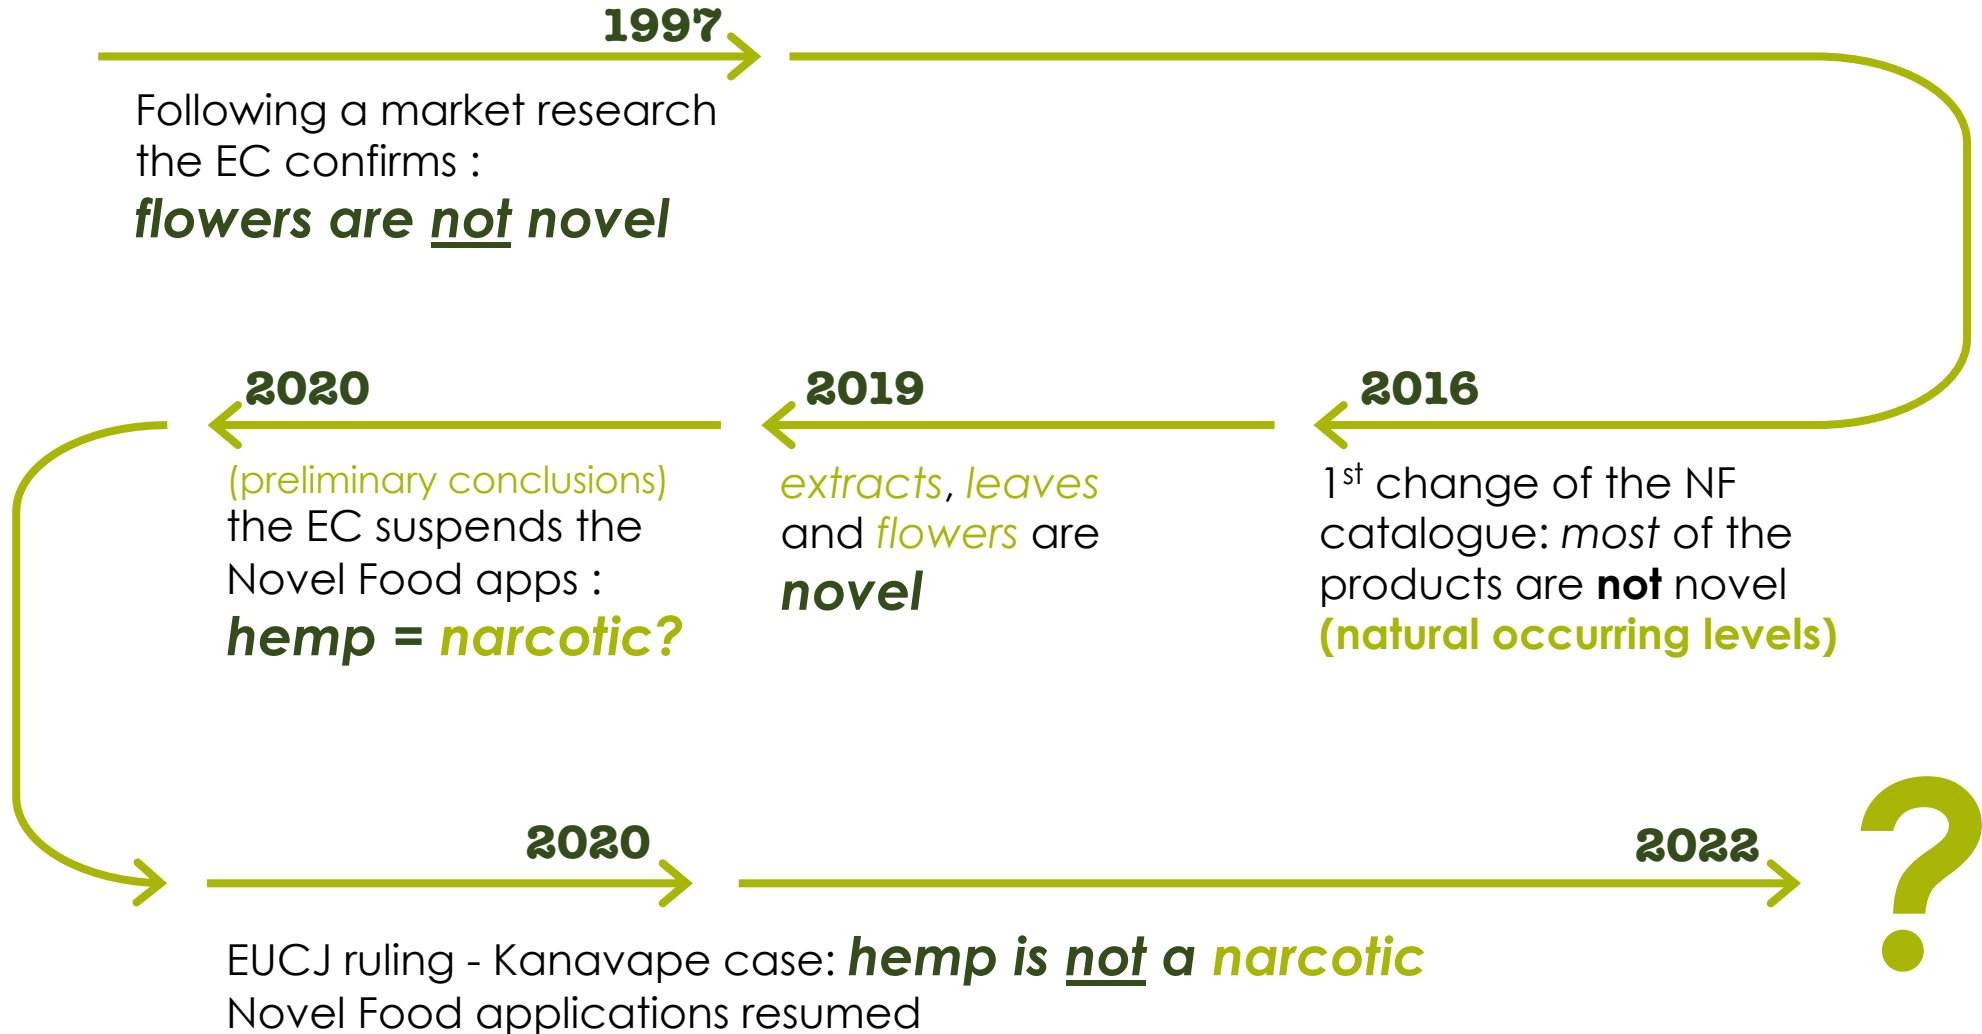 1997
Following a market research
the EC confirms :
flowers are not novel
2016
1st change of the NF
catalogue: most of the
products are not novel
(natural occurring levels)
2019
extracts, leaves
and flowers are
novel
2020
(preliminary conclusions)
the EC suspends the
Novel Food apps :
hemp = narcotic?
2020
EUCJ ruling - Kanavape case: hemp is not a narcotic
Novel Food applications resumed
2022
?